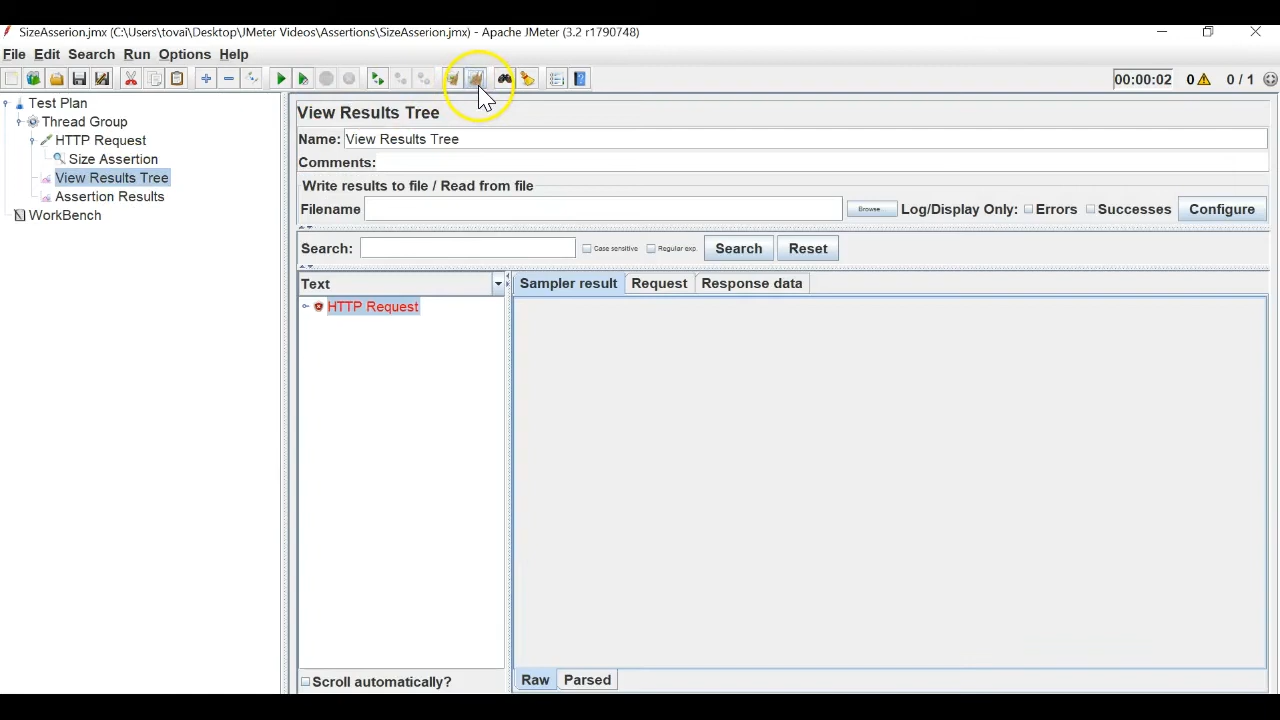 SizeAsserion.jmx (C:\Users\tovai\Desktop\JMeter Videos\Assertions\SizeAsserion.jmx) - Apache JMeter (3.2 r1790748)
File Edit Search Run Options Help
00:00:02 0 0 / 1
Test Plan
Thread Group
HTTP Request
Size Assertion
View Results Tree
Assertion Results
WorkBench
View Results Tree
Name: View Results Tree
Comments:
Write results to file / Read from file
Filename Browse... Log/Display Only: Errors Successes Configure
Search: Case sensitive Regular exp. Search Reset
Text
HTTP Request
Scroll automatically?
Sampler result Request Response data
Raw Parsed